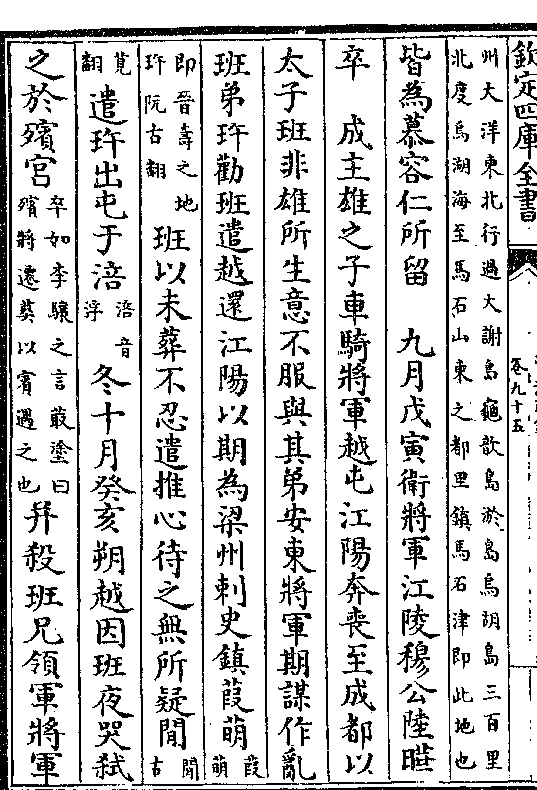 欽定四庫全書
卷九十五
州大洋東北行過大謝島龜歆島淤島烏胡島三百里
北度烏湖海至馬石山東之都里鎮馬石津即此地也
皆為慕容仁所留　九月戊寅衛將軍江陵穆公陸曅
卒　成主雄之子車騎將軍越屯江陽奔喪至成都以
太子班非雄所生意不服與其弟安東將軍期謀作亂
班弟玝勸班遣越還江陽以期為梁州刺史鎮葭萌
葭
萌
即晉壽之地
玝阮古翻
班以未葬不忍遣推心待之無所疑間
間
古
莧
翻
遣玝出屯于涪
涪音
浮
冬十月癸亥朔越因班夜哭弒
之於殯宮
卒如李驤之言菆塗曰
殯將遷葬以賓遇之也
并殺班兄領軍將軍